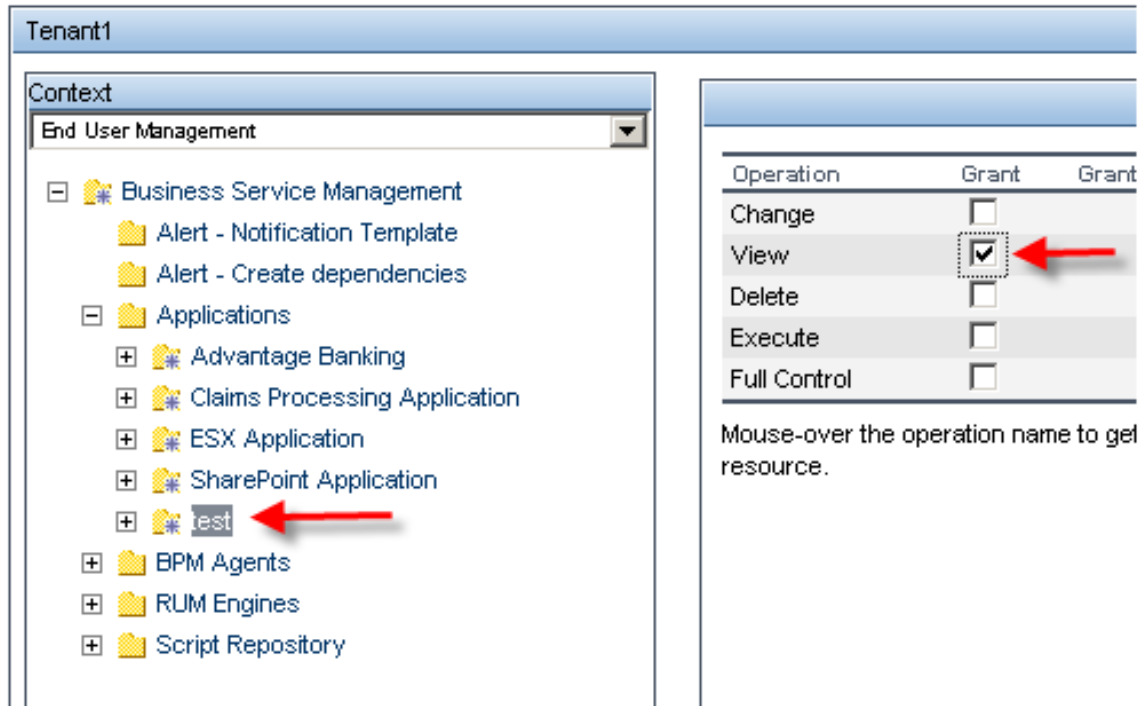 Tenant1
Context
End User Management
Business Service Management
Alert - Notification Template
Alert - Create dependencies
Applications
Advantage Banking
Claims Processing Application
ESX Application
SharePoint Application
test
BPM Agents
RUM Engines
Script Repository
Operation Grant Grant
Change
View
Delete
Execute
Full Control
Mouse-over the operation name to get
resource.